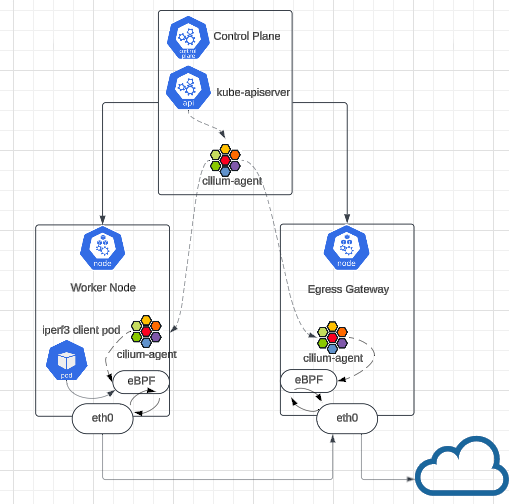 control
plane
Control Plane
api
kube-apiserver
cilium-agent
node
Worker Node
iperf3 client pod
pod
cilium-agent
eBPF
eth0
node
Egress Gateway
cilium-agent
eBPF
eth0